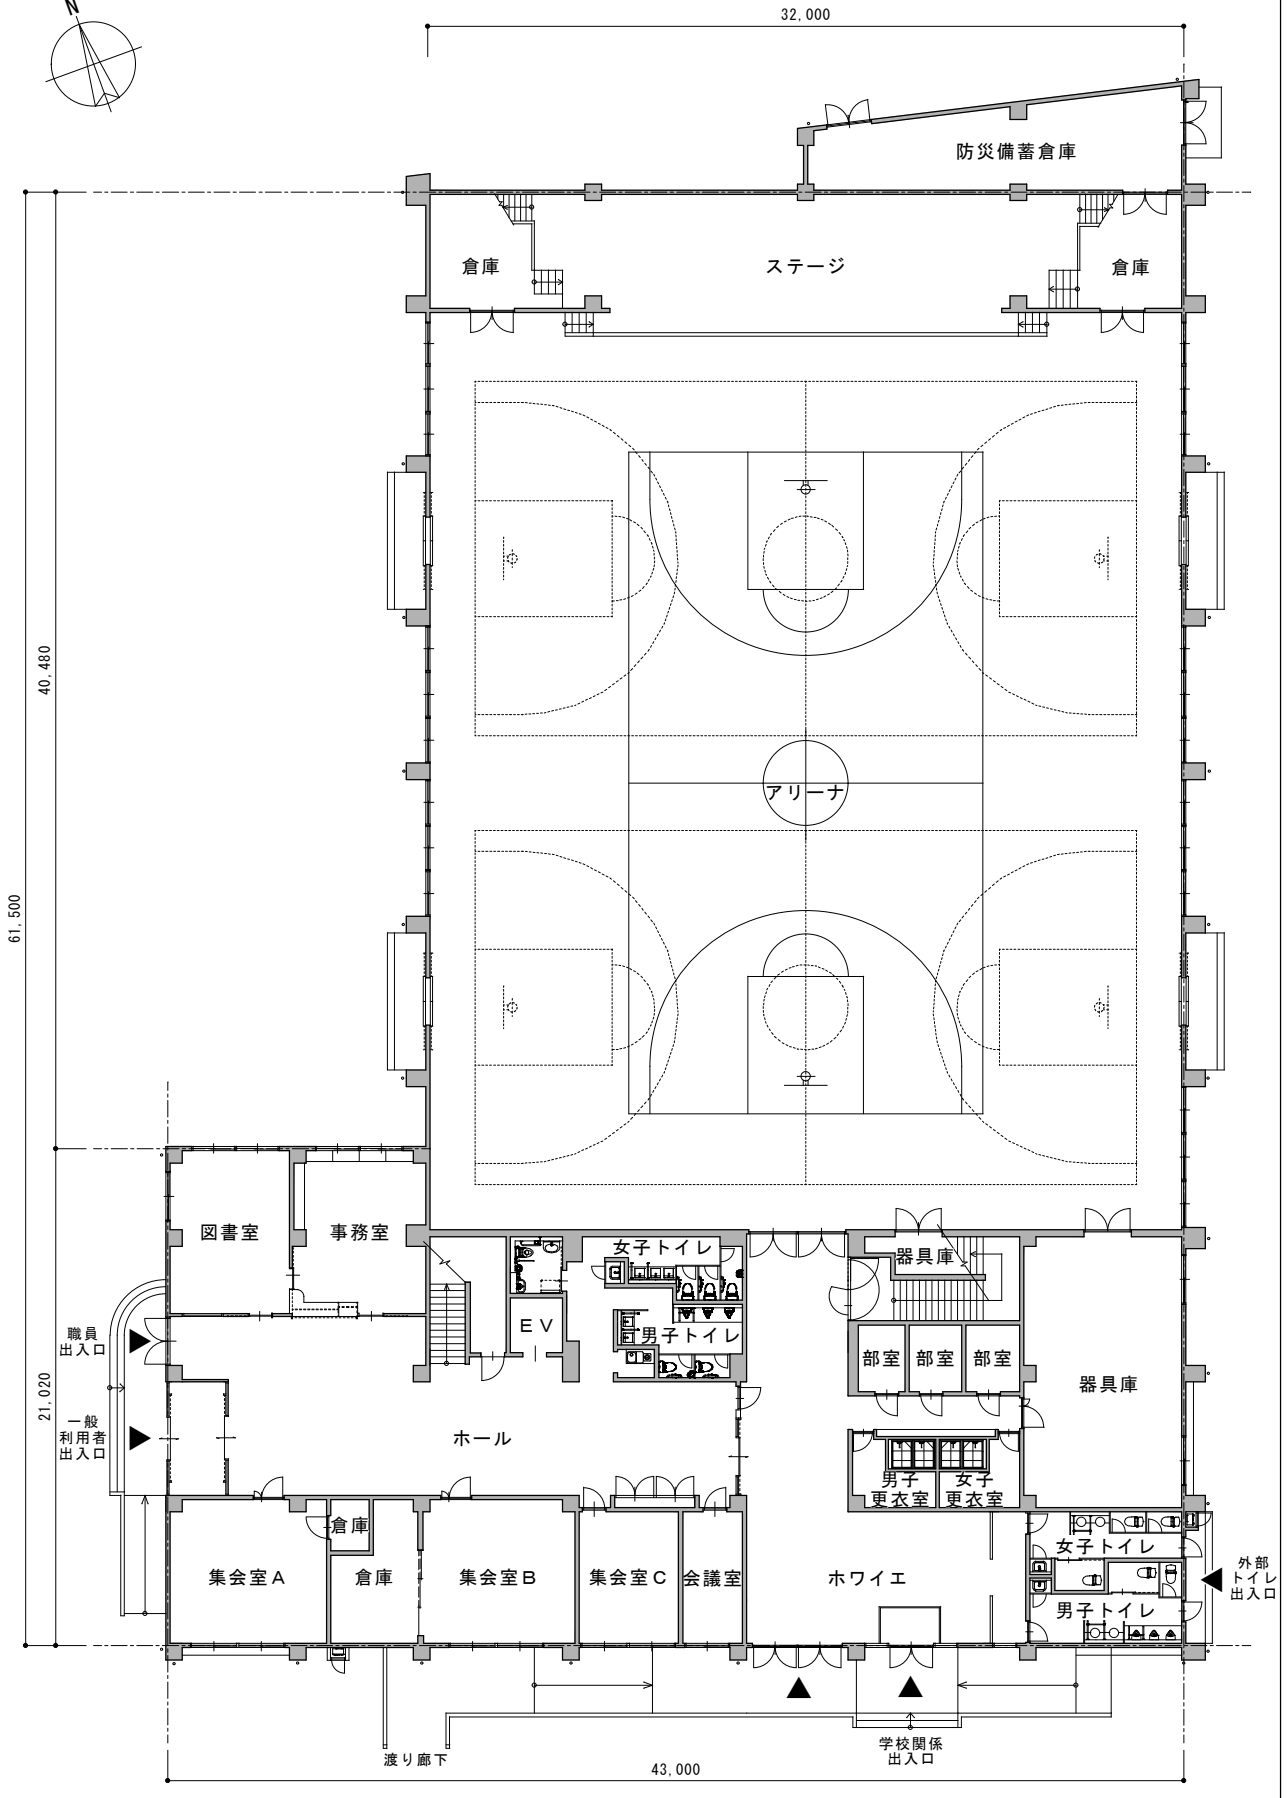 N
32,000
防災備蓄倉庫
倉庫
ステージ
倉庫
40,480
61,500
アリーナ
図書室
事務室
女子トイレ
器具庫
EV
男子トイレ
職員
出入口
部室
部室
部室
器具庫
21,020
一般
利用者
出入口
ホール
男子
更衣室
女子
更衣室
倉庫
女子トイレ
集会室A
倉庫
集会室B
集会室C
会議室
ホワイエ
外部
トイレ
出入口
男子トイレ
学校関係
出入口
渡り廊下
43,000